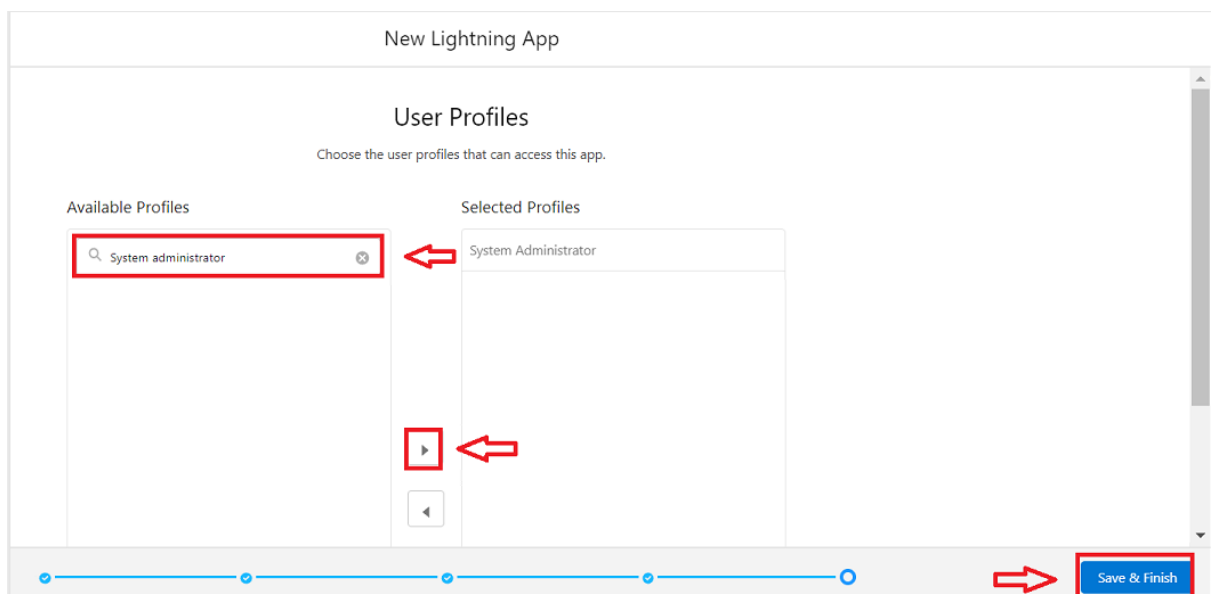 New Lightning App
User Profiles
Choose the user profiles that can access this app.
Available Profiles
Selected Profiles
System administrator
System Administrator
Save & Finish